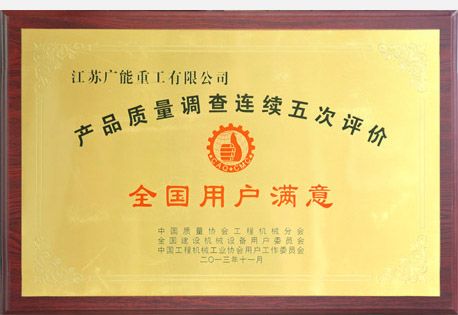 江苏广能重工有限公司
产品质量调查连续五次评价
CAQ·CMC
全国用户满意
中国质量协会工程机械分会
全国建设机械设备用户委员会
中国工程机械工业协会用户工作委员会
二〇一三年十一月